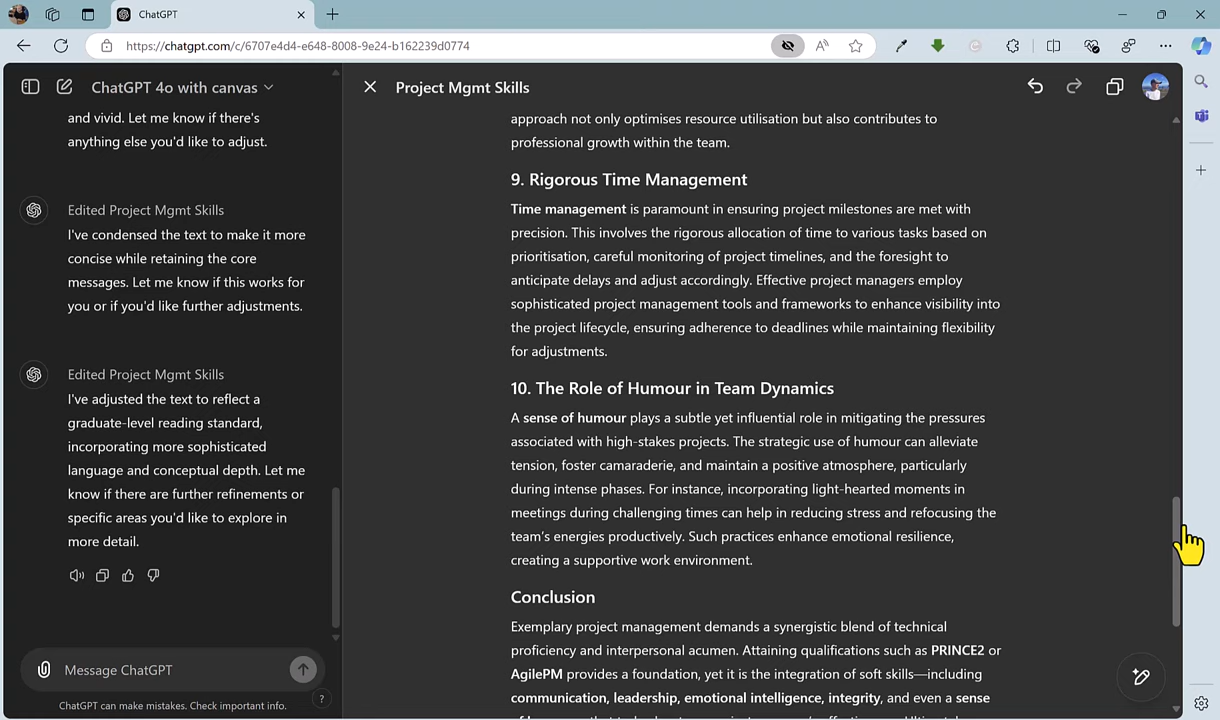 ChatGPT
https://chatgpt.com/c/6707e4d4-e648-8008-9e24-b162239d0774
ChatGPT 4o with canvas
and vivid. Let me know if there's
anything else you'd like to adjust.
Edited Project Mgmt Skills
I've condensed the text to make it more
concise while retaining the core
messages. Let me know if this works for
you or if you'd like further adjustments.
Edited Project Mgmt Skills
I've adjusted the text to reflect a
graduate-level reading standard,
incorporating more sophisticated
language and conceptual depth. Let me
know if there are further refinements or
specific areas you'd like to explore in
more detail.
Message ChatGPT
ChatGPT can make mistakes. Check important info.
?
Project Mgmt Skills
approach not only optimises resource utilisation but also contributes to
professional growth within the team.
9. Rigorous Time Management
Time management is paramount in ensuring project milestones are met with
precision. This involves the rigorous allocation of time to various tasks based on
prioritisation, careful monitoring of project timelines, and the foresight to
anticipate delays and adjust accordingly. Effective project managers employ
sophisticated project management tools and frameworks to enhance visibility into
the project lifecycle, ensuring adherence to deadlines while maintaining flexibility
for adjustments.
10. The Role of Humour in Team Dynamics
A sense of humour plays a subtle yet influential role in mitigating the pressures
associated with high-stakes projects. The strategic use of humour can alleviate
tension, foster camaraderie, and maintain a positive atmosphere, particularly
during intense phases. For instance, incorporating light-hearted moments in
meetings during challenging times can help in reducing stress and refocusing the
team's energies productively. Such practices enhance emotional resilience,
creating a supportive work environment.
Conclusion
Exemplary project management demands a synergistic blend of technical
proficiency and interpersonal acumen. Attaining qualifications such as PRINCE2 or
AgilePM provides a foundation, yet it is the integration of soft skills—including
communication, leadership, emotional intelligence, integrity, and even a sense